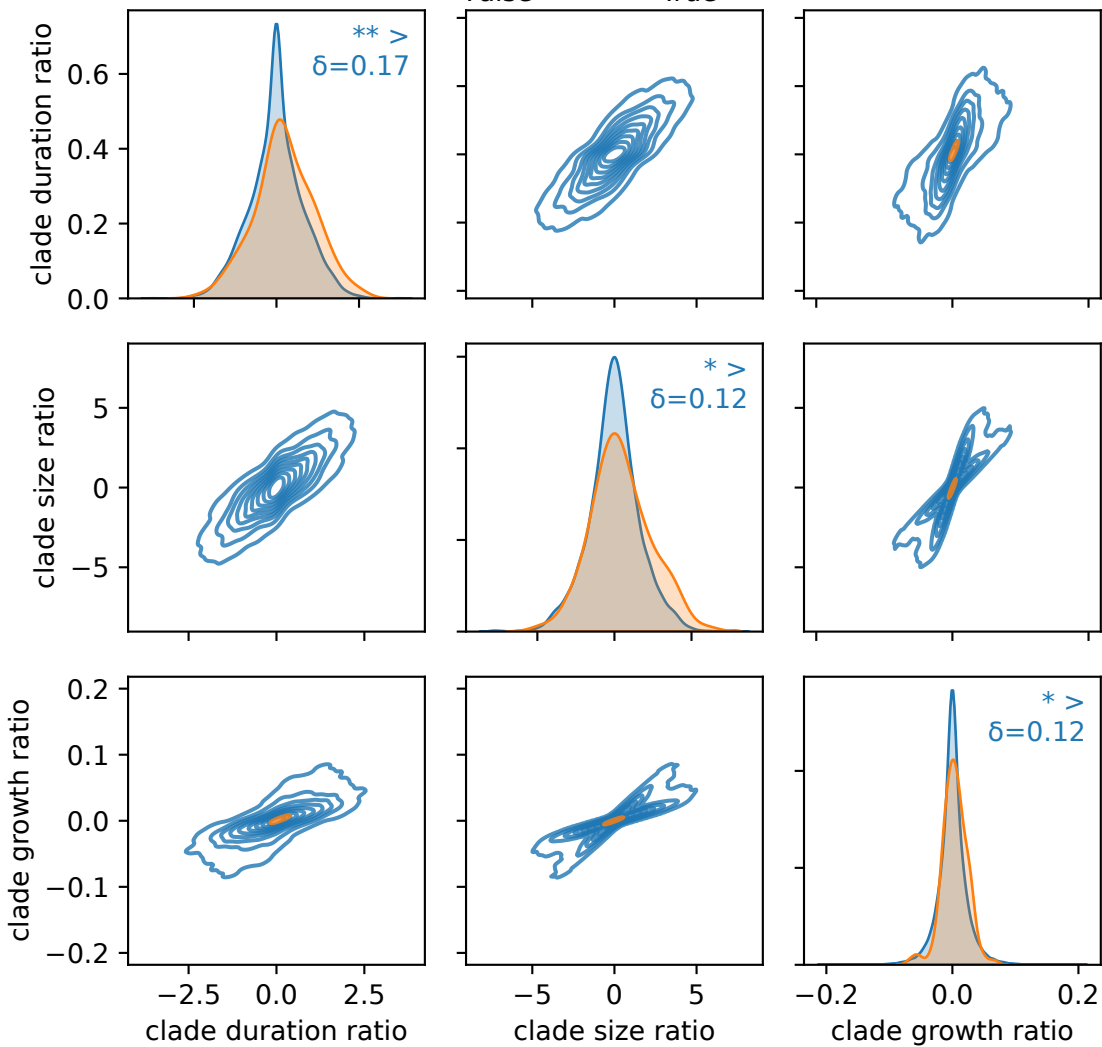 clade duration ratio
0.6
0.4
0.2
0.0
** >
δ=0.17
clade size ratio
5
0
−5
* >
δ=0.12
clade growth ratio
0.2
0.1
0.0
−0.1
−0.2
* >
δ=0.12
−2.5 0.0 2.5
−5 0 5
−0.2 0.0 0.2
clade duration ratio
clade size ratio
clade growth ratio